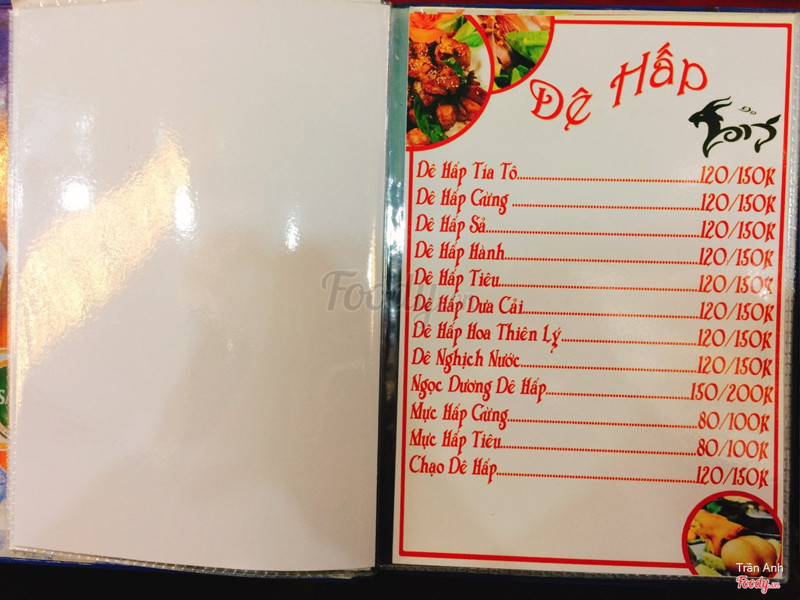 Dê Hấp
Dê Hấp Tía Tô 120/150K
Dê Hấp Gừng 120/150K
Dê Hấp Sả 120/150K
Dê Hấp Hành 120/150K
Dê Hấp Tiêu 120/150K
Dê Hấp Dưa Cải 120/150K
Dê Hấp Hoa Thiên Lý 120/150K
Dê Nghịch Nước 120/150K
Ngọc Dương Dê Hấp 150/200K
Mực Hấp Gừng 80/100K
Mực Hấp Tiêu 80/100K
Chạo Dê Hấp 120/150K
Foody.vn
Trần Anh
Foody.vn